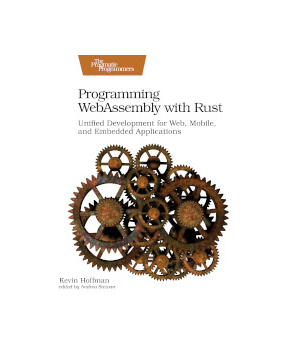 The
Pragmatic
Programmers
Programming
WebAssembly with Rust
Unified Development for Web, Mobile,
and Embedded Applications
Kevin Hoffman
edited by Andrea Stewart